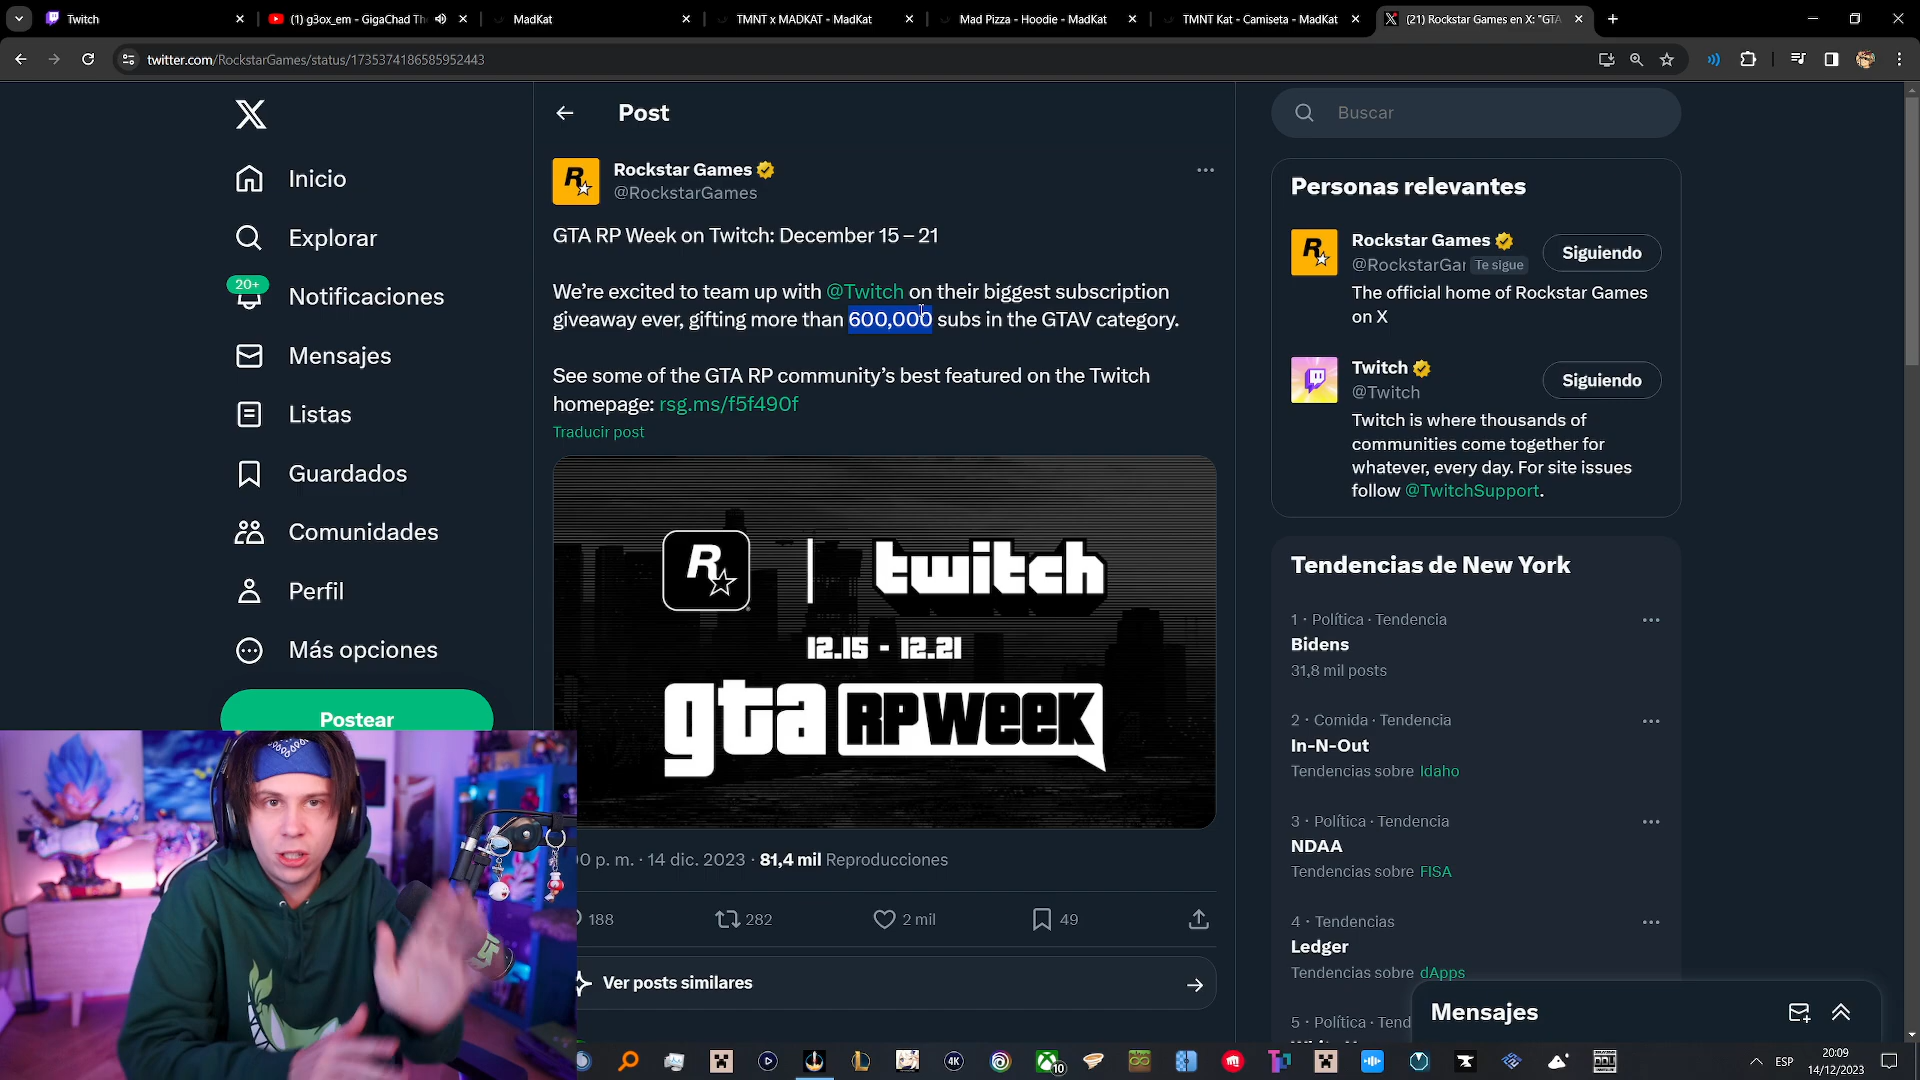 Twitch
(1) g3ox_em - GigaChad Th
MadKat
TMNT x MADKAT - MadKat
Mad Pizza - Hoodie - MadKat
TMNT Kat - Camiseta - MadKat
(21) Rockstar Games en X: "GTA
twitter.com/RockstarGames/status/1735374186585952443
Inicio
Explorar
20+
Notificaciones
Mensajes
Listas
Guardados
Comunidades
Perfil
Más opciones
Postear
Post
Rockstar Games
@RockstarGames
GTA RP Week on Twitch: December 15 – 21
We're excited to team up with @Twitch on their biggest subscription
giveaway ever, gifting more than 600,000 subs in the GTAV category.
See some of the GTA RP community's best featured on the Twitch
homepage: rsg.ms/f5f490f
Traducir post
R
twitch
12.15 - 12.21
gta RP WEEK
0 p. m. · 14 dic. 2023 · 81,4 mil Reproducciones
188
282
2 mil
49
Ver posts similares
Buscar
Personas relevantes
Rockstar Games
@RockstarGar Te sigue
Siguiendo
The official home of Rockstar Games
on X
Twitch
@Twitch
Siguiendo
Twitch is where thousands of
communities come together for
whatever, every day. For site issues
follow @TwitchSupport.
Tendencias de New York
1 · Política · Tendencia
Bidens
31,8 mil posts
2 · Comida · Tendencia
In-N-Out
Tendencias sobre Idaho
3 · Política · Tendencia
NDAA
Tendencias sobre FISA
4 · Tendencias
Ledger
Tendencias sobre dApps
5 · Política · Tend
Mensajes
4K
10
ESP
20:09
14/12/2023